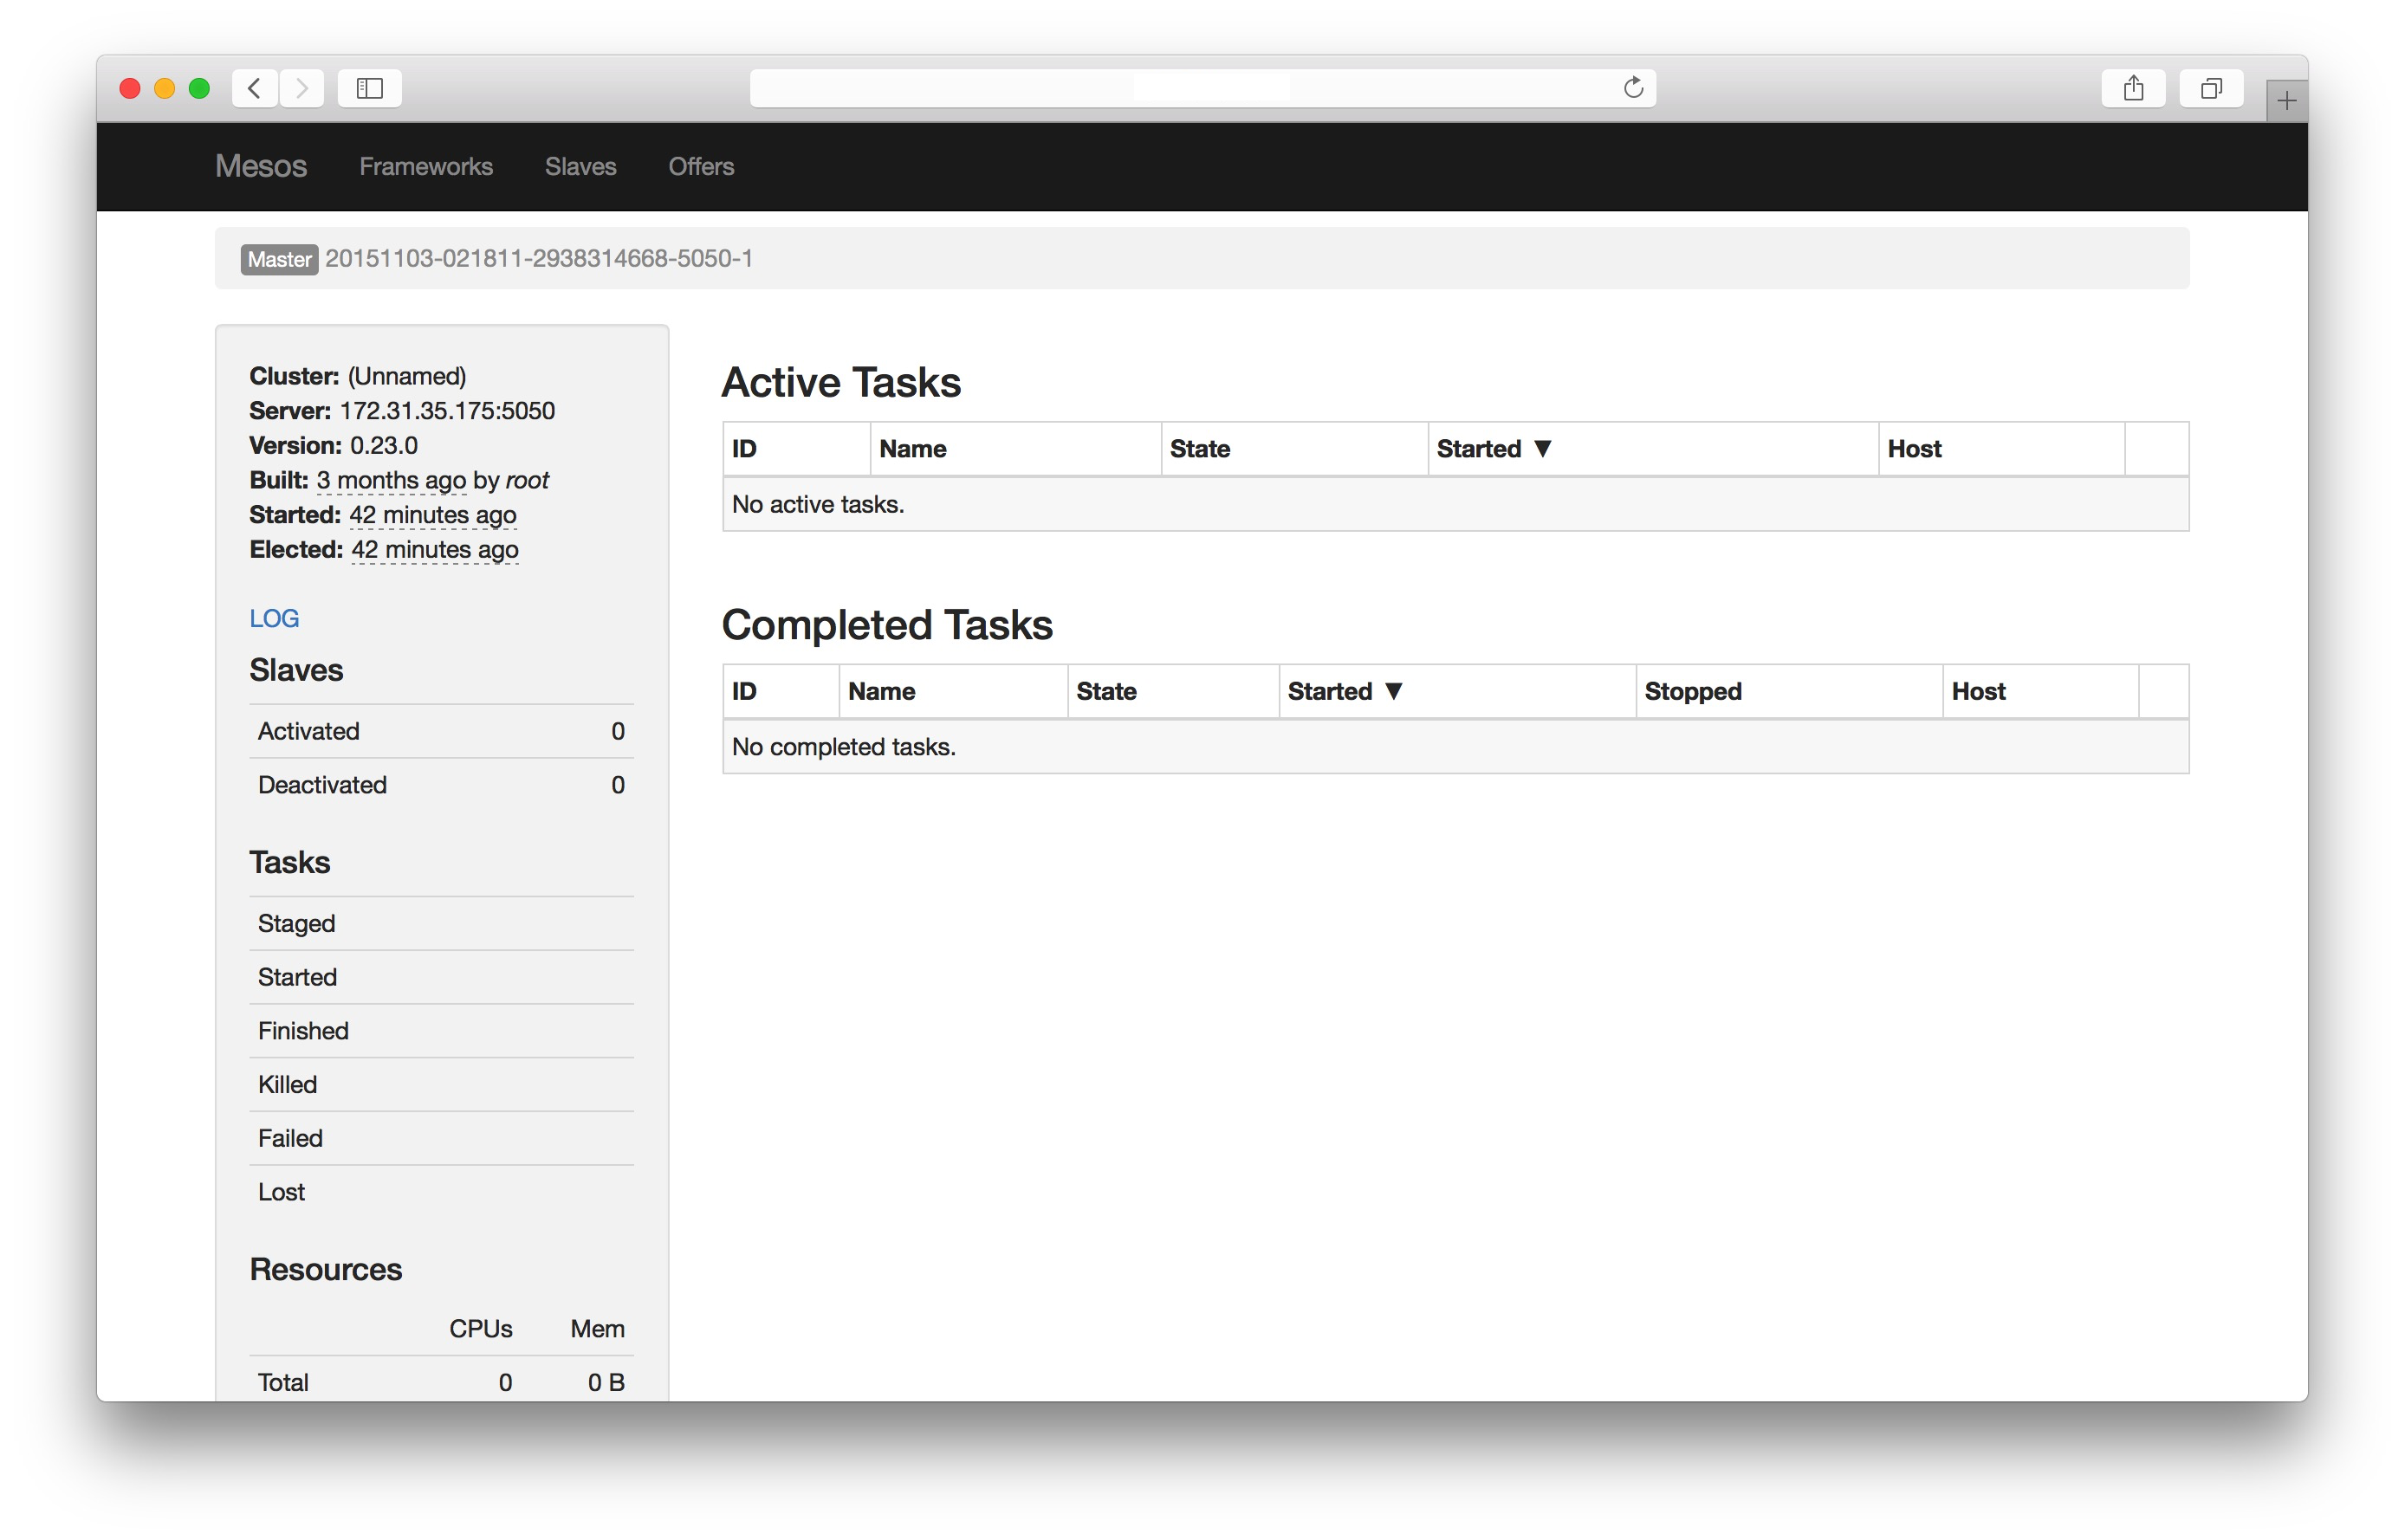 Mesos Frameworks Slaves Offers
Master 20151103-021811-2938314668-5050-1
Cluster: (Unnamed)
Server: 172.31.35.175:5050
Version: 0.23.0
Built: 3 months ago by root
Started: 42 minutes ago
Elected: 42 minutes ago
LOG
Slaves
Activated 0
Deactivated 0
Tasks
Staged
Started
Finished
Killed
Failed
Lost
Resources
CPUs Mem
Total 0 0 B
Active Tasks
ID Name State Started ▼ Host
No active tasks.
Completed Tasks
ID Name State Started ▼ Stopped Host
No completed tasks.